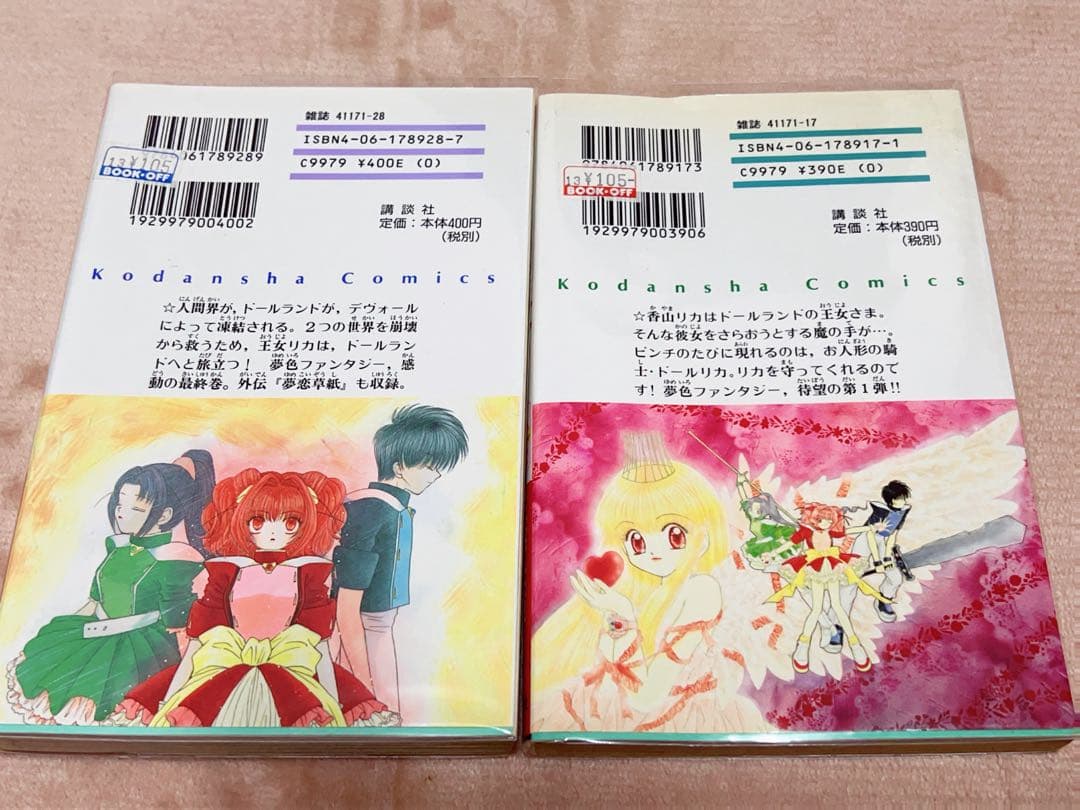 雑誌 41171-28
ISBN4-06-178928-7
C9979 ¥400E (0)
061789289
13 ¥105
BOOK・OFF
1929979004002
講談社
定価：本体400円
(税別)
Kodansha Comics
☆人間界が，ドールランドが，デヴォール
によって凍結される。２つの世界を崩壊
から救うため，王女リカは，ドールラン
ドへと旅立つ！　夢色ファンタジー，感
動の最終巻。外伝『夢恋草紙』も収録。
雑誌 41171-17
ISBN4-06-178917-1
C9979 ¥390E (0)
9784061789173
13 ¥105-
BOOK・OFF
1929979003906
講談社
定価：本体390円
(税別)
Kodansha Comics
☆香山リカはドールランドの王女さま。
そんな彼女をさらおうとする魔の手が…。
ピンチのたびに現れるのは，お人形の騎
士・ドールリカ。リカを守ってくれるので
す！夢色ファンタジー，待望の第１弾!!